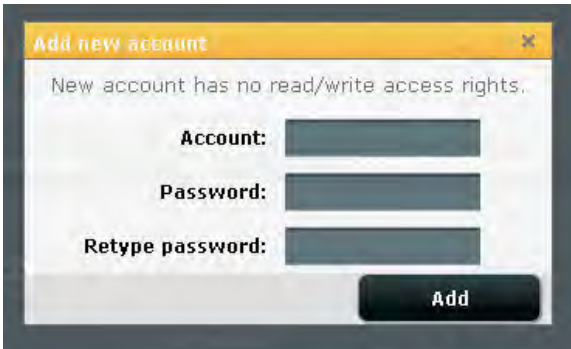 Add new account
New account has no read/write access rights.
Account:
Password:
Retype password:
Add